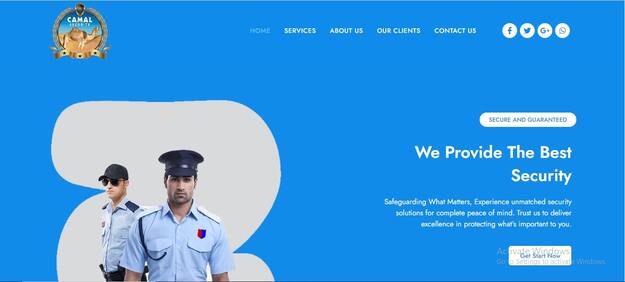 CAMAL
SECURITY
HOME SERVICES ABOUT US OUR CLIENTS CONTACT US
SECURE AND GUARANTEED
We Provide The Best
Security
Safeguarding What Matters, Experience unmatched security
solutions for complete peace of mind. Trust us to deliver
excellence in protecting what's important to you.
Get Start Now
Activate Windows
Go to Settings to activate Windows.